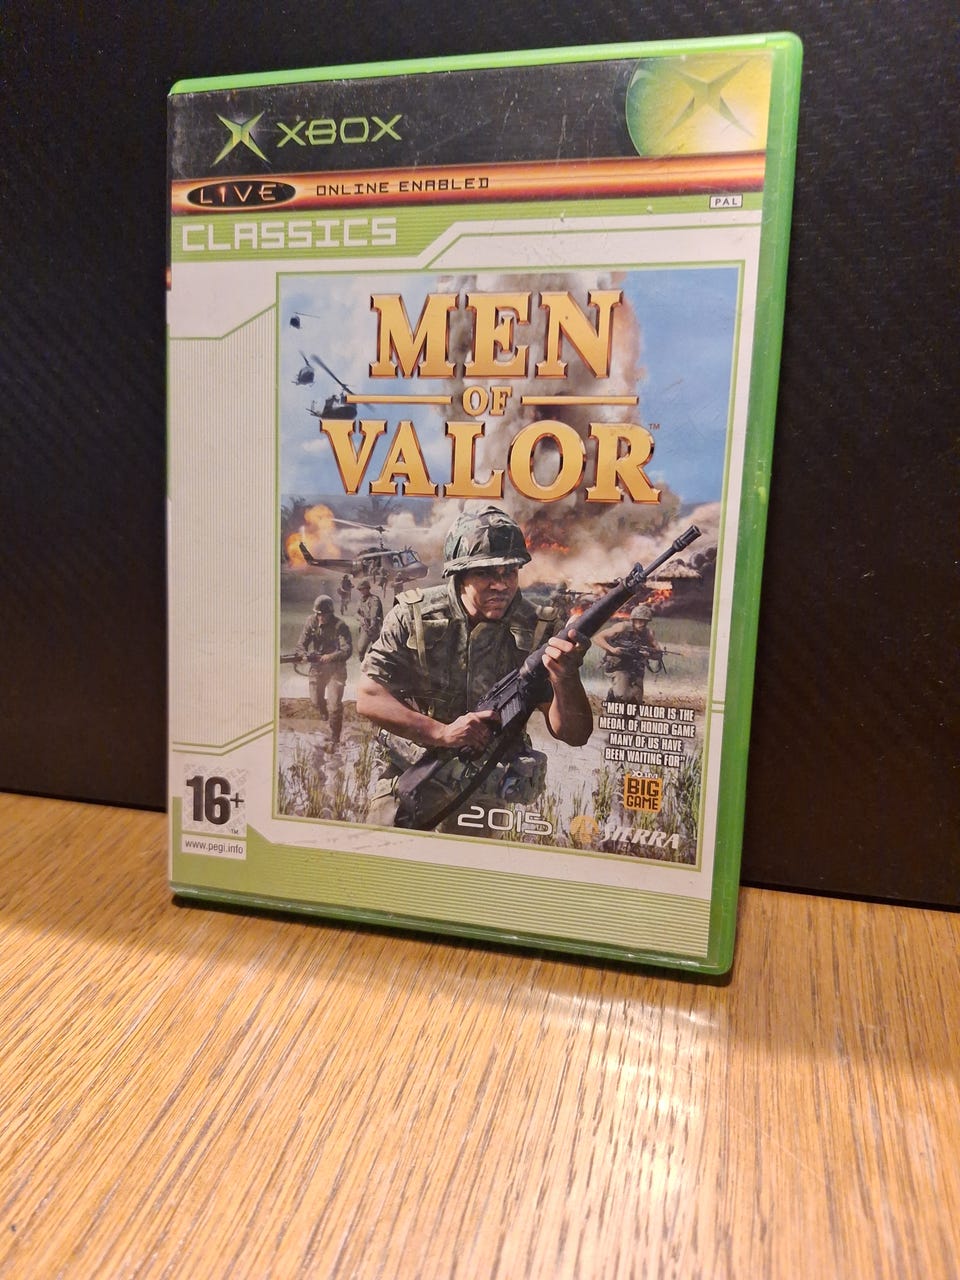 XBOX
LIVE ONLINE ENABLED
PAL
CLASSICS
MEN
OF
VALOR™
"MEN OF VALOR IS THE
MEDAL OF HONOR GAME
MANY OF US HAVE
BEEN WAITING FOR"
BIG
GAME
16+
TM
www.pegi.info
2015
SIERRA